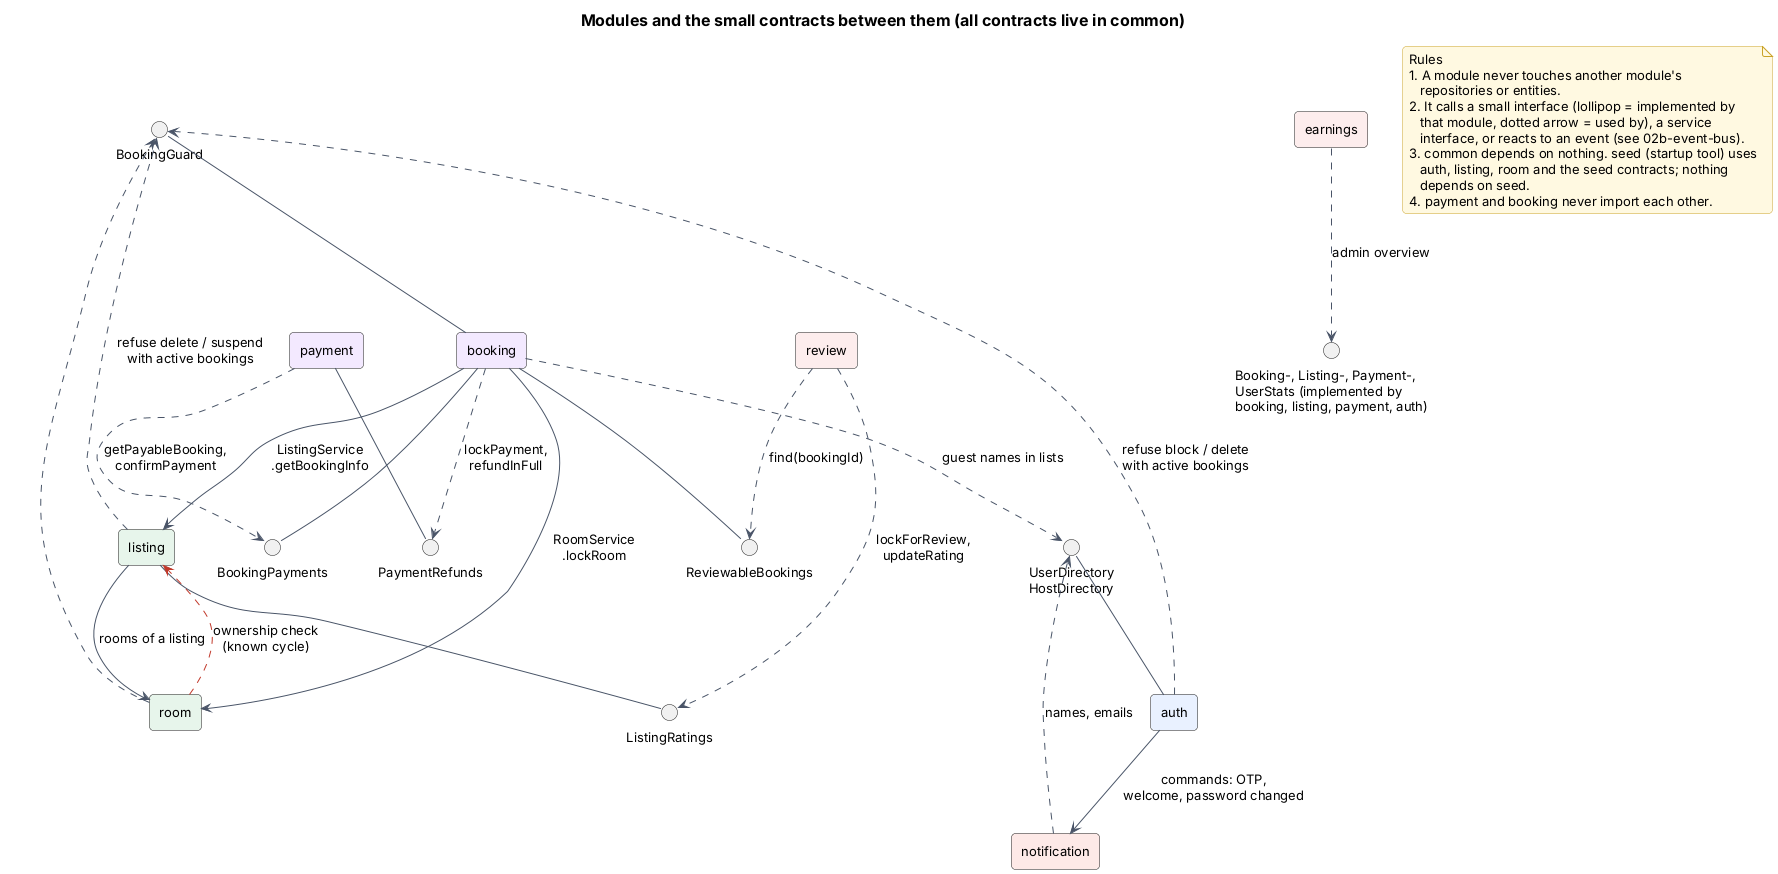 Modules and the small contracts between them (all contracts live in common)
Rules
1. A module never touches another module's
repositories or entities.
2. It calls a small interface (lollipop = implemented by
that module, dotted arrow = used by), a service
interface, or reacts to an event (see 02b-event-bus).
3. common depends on nothing. seed (startup tool) uses
auth, listing, room and the seed contracts; nothing
depends on seed.
4. payment and booking never import each other.
earnings
BookingGuard
admin overview
refuse delete / suspend
with active bookings
payment
booking
review
Booking-, Listing-, Payment-,
UserStats (implemented by
booking, listing, payment, auth)
getPayableBooking,
confirmPayment
ListingService
.getBookingInfo
lockPayment,
refundInFull
find(bookingId)
guest names in lists
refuse block / delete
with active bookings
listing
BookingPayments
PaymentRefunds
RoomService
.lockRoom
ReviewableBookings
lockForReview,
updateRating
UserDirectory
HostDirectory
rooms of a listing
ownership check
(known cycle)
room
ListingRatings
names, emails
auth
commands: OTP,
welcome, password changed
notification